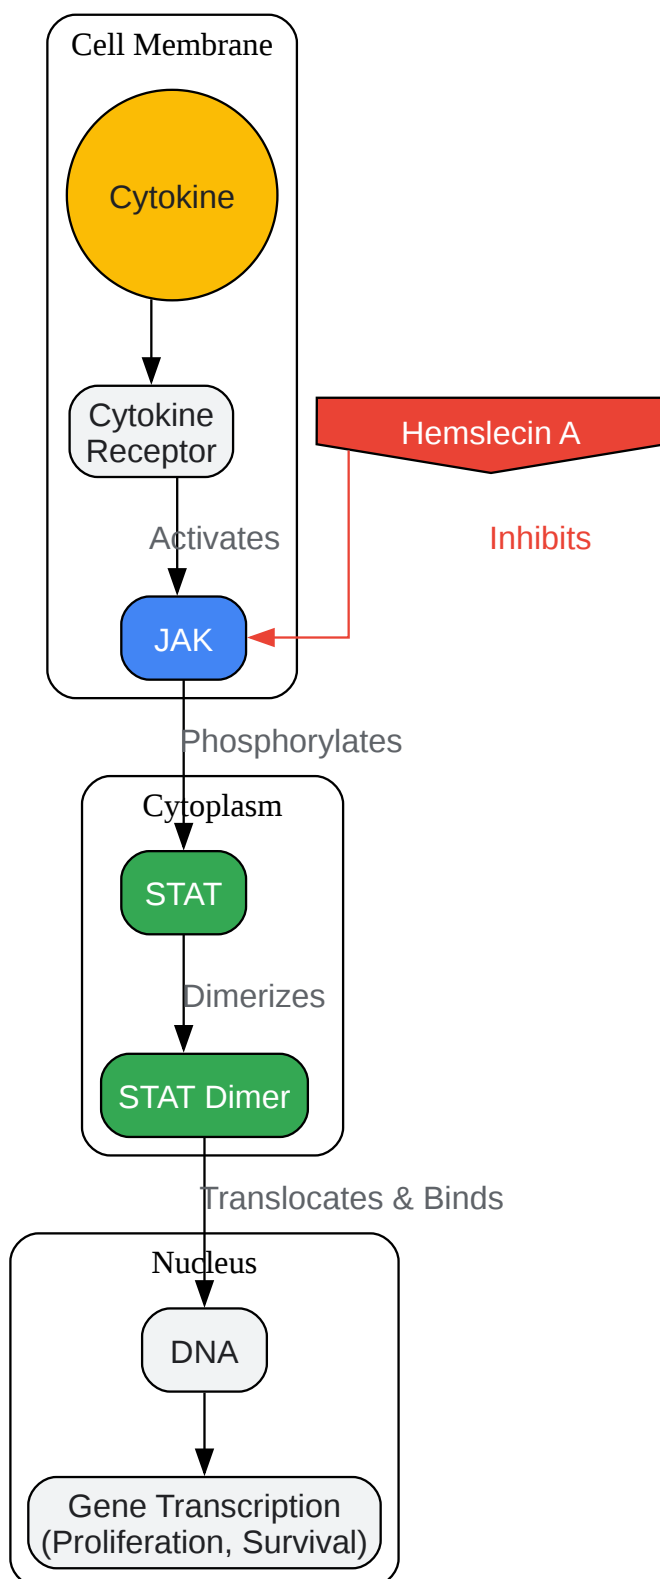 Cell Membrane
Cytokine
Cytokine
Receptor
Hemslecin A
Activates
Inhibits
JAK
Phosphorylates
Cytoplasm
STAT
Dimerizes
STAT Dimer
Translocates & Binds
Nucleus
DNA
Gene Transcription
(Proliferation, Survival)